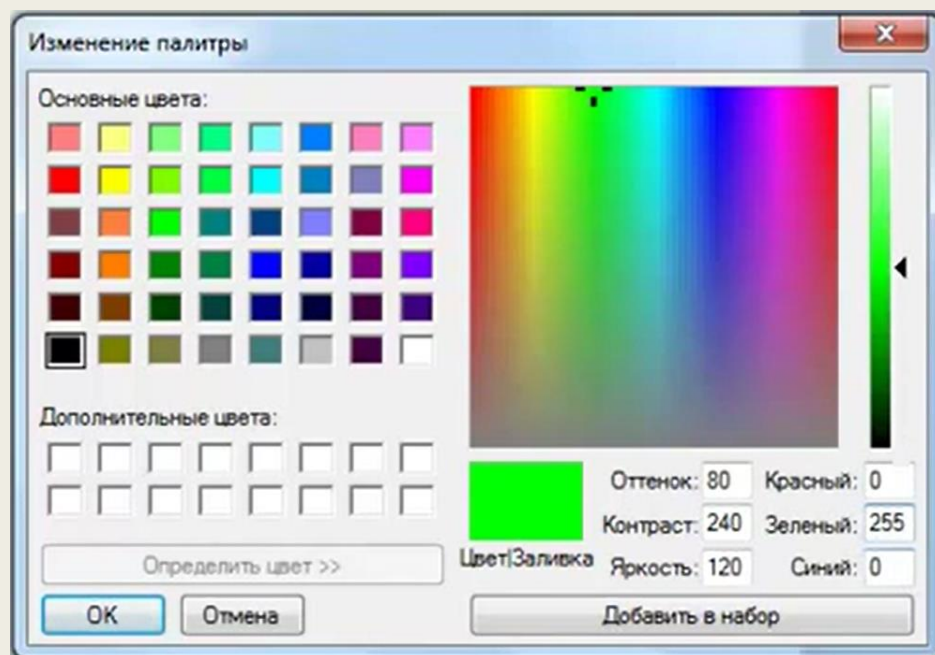 Изменение палитры
Основные цвета:
Дополнительные цвета:
Определить цвет >>
ОК
Отмена
Цвет|Заливка
Оттенок: 80
Контраст: 240
Яркость: 120
Красный: 0
Зеленый: 255
Синий: 0
Добавить в набор